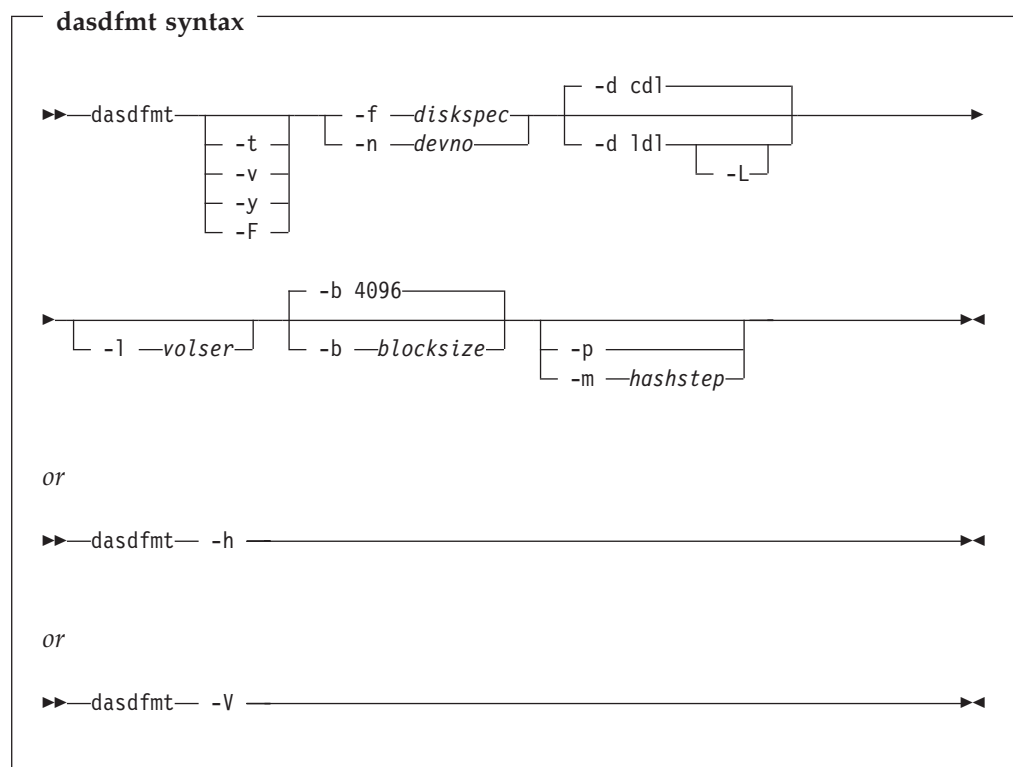 dasdfmt syntax
-d cdl
dasdfmt -f diskspec
-t -n devno -d ldl
-v -L
-y
-F
-b 4096
-l volser -b blocksize -p
-m hashstep
or
dasdfmt -h
or
dasdfmt -V